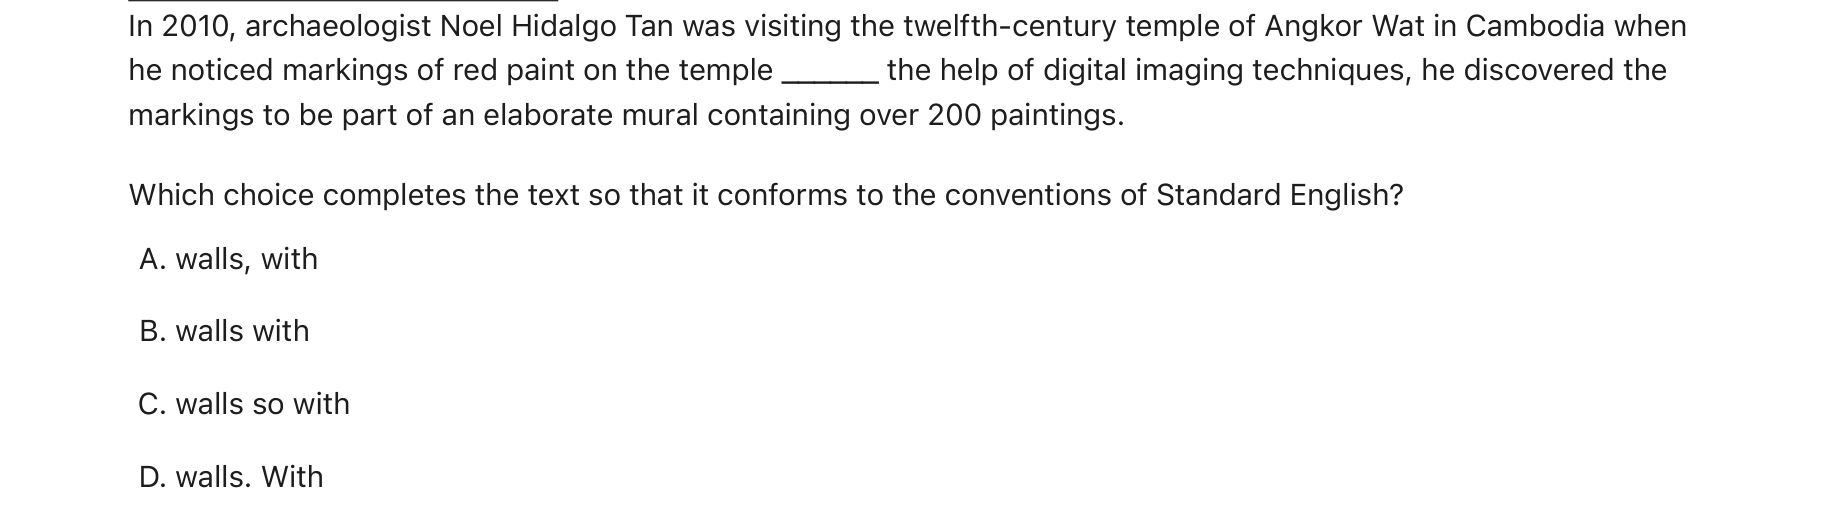 In 2010, archaeologist Noel Hidalgo Tan was visiting the twelfth-century temple of Angkor Wat in Cambodia when
he noticed markings of red paint on the temple ______ the help of digital imaging techniques, he discovered the
markings to be part of an elaborate mural containing over 200 paintings.
Which choice completes the text so that it conforms to the conventions of Standard English?
A. walls, with
B. walls with
C. walls so with
D. walls. With